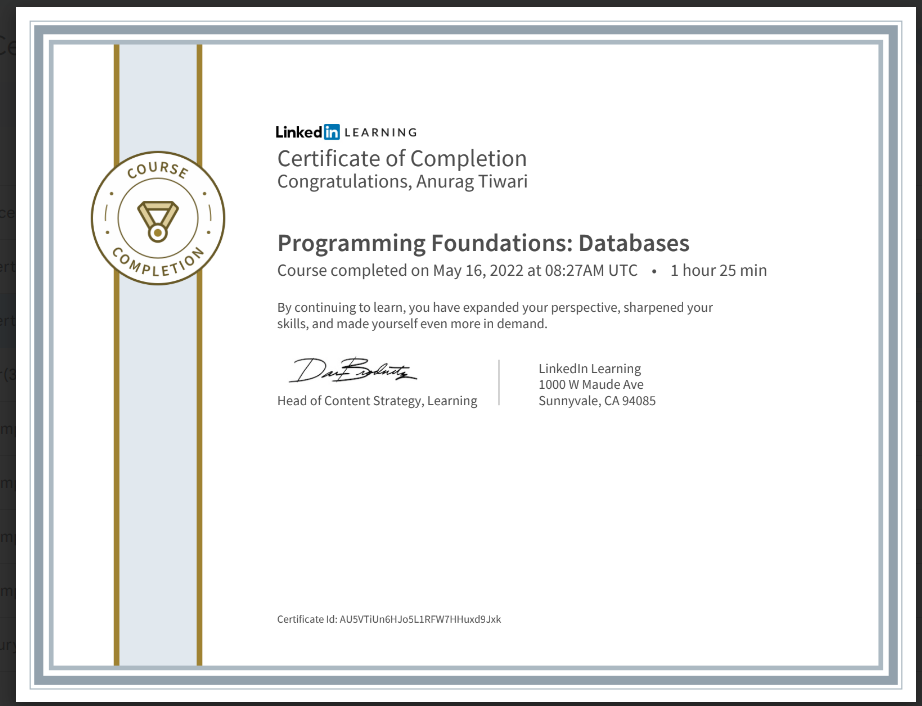 COURSE
COMPLETION
Linked in LEARNING
Certificate of Completion
Congratulations, Anurag Tiwari
Programming Foundations: Databases
Course completed on May 16, 2022 at 08:27AM UTC • 1 hour 25 min
By continuing to learn, you have expanded your perspective, sharpened your
skills, and made yourself even more in demand.
Head of Content Strategy, Learning
LinkedIn Learning
1000 W Maude Ave
Sunnyvale, CA 94085
Certificate Id: AU5VTiUn6HJo5L1RFW7HHuxd9Jxk